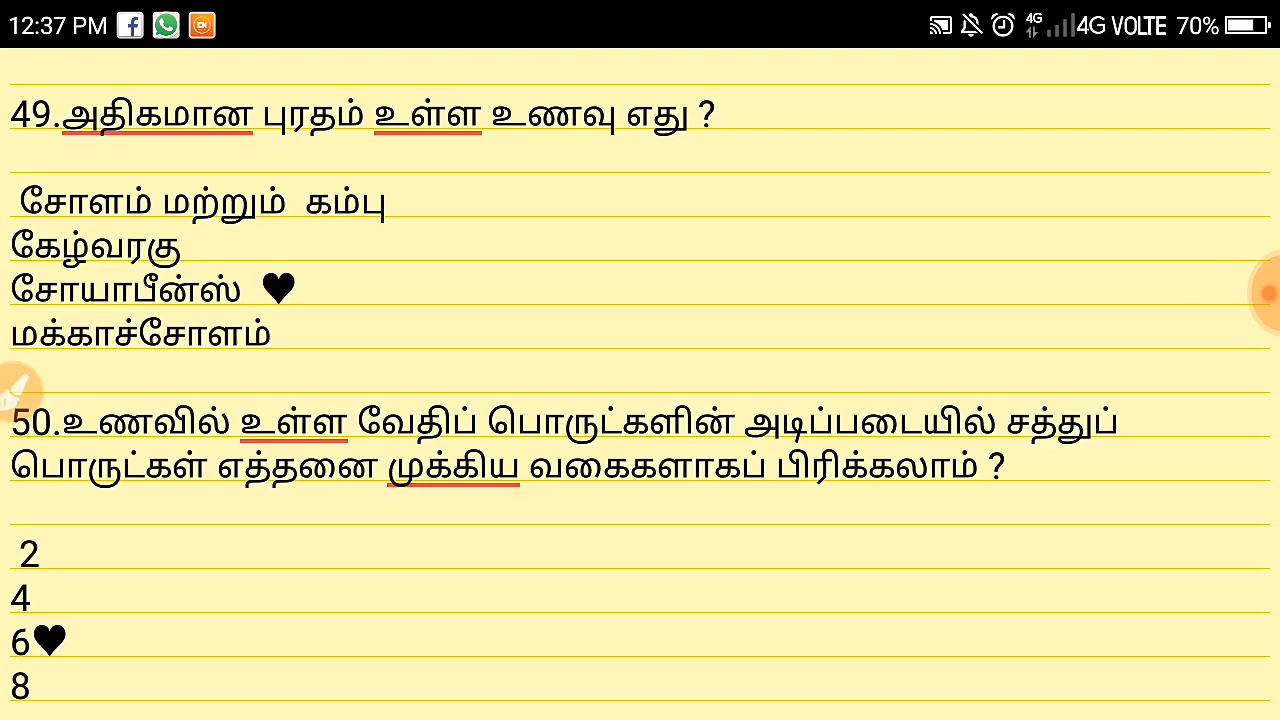 12:37 PM 4G 4G VOLTE 70%
49.அதிகமான புரதம் உள்ள உணவு எது ?
சோளம் மற்றும் கம்பு
கேழ்வரகு
சோயாபீன்ஸ் ♥
மக்காச்சோளம்
50.உணவில் உள்ள வேதிப் பொருட்களின் அடிப்படையில் சத்துப்
பொருட்கள் எத்தனை முக்கிய வகைகளாகப் பிரிக்கலாம் ?
2
4
6♥
8